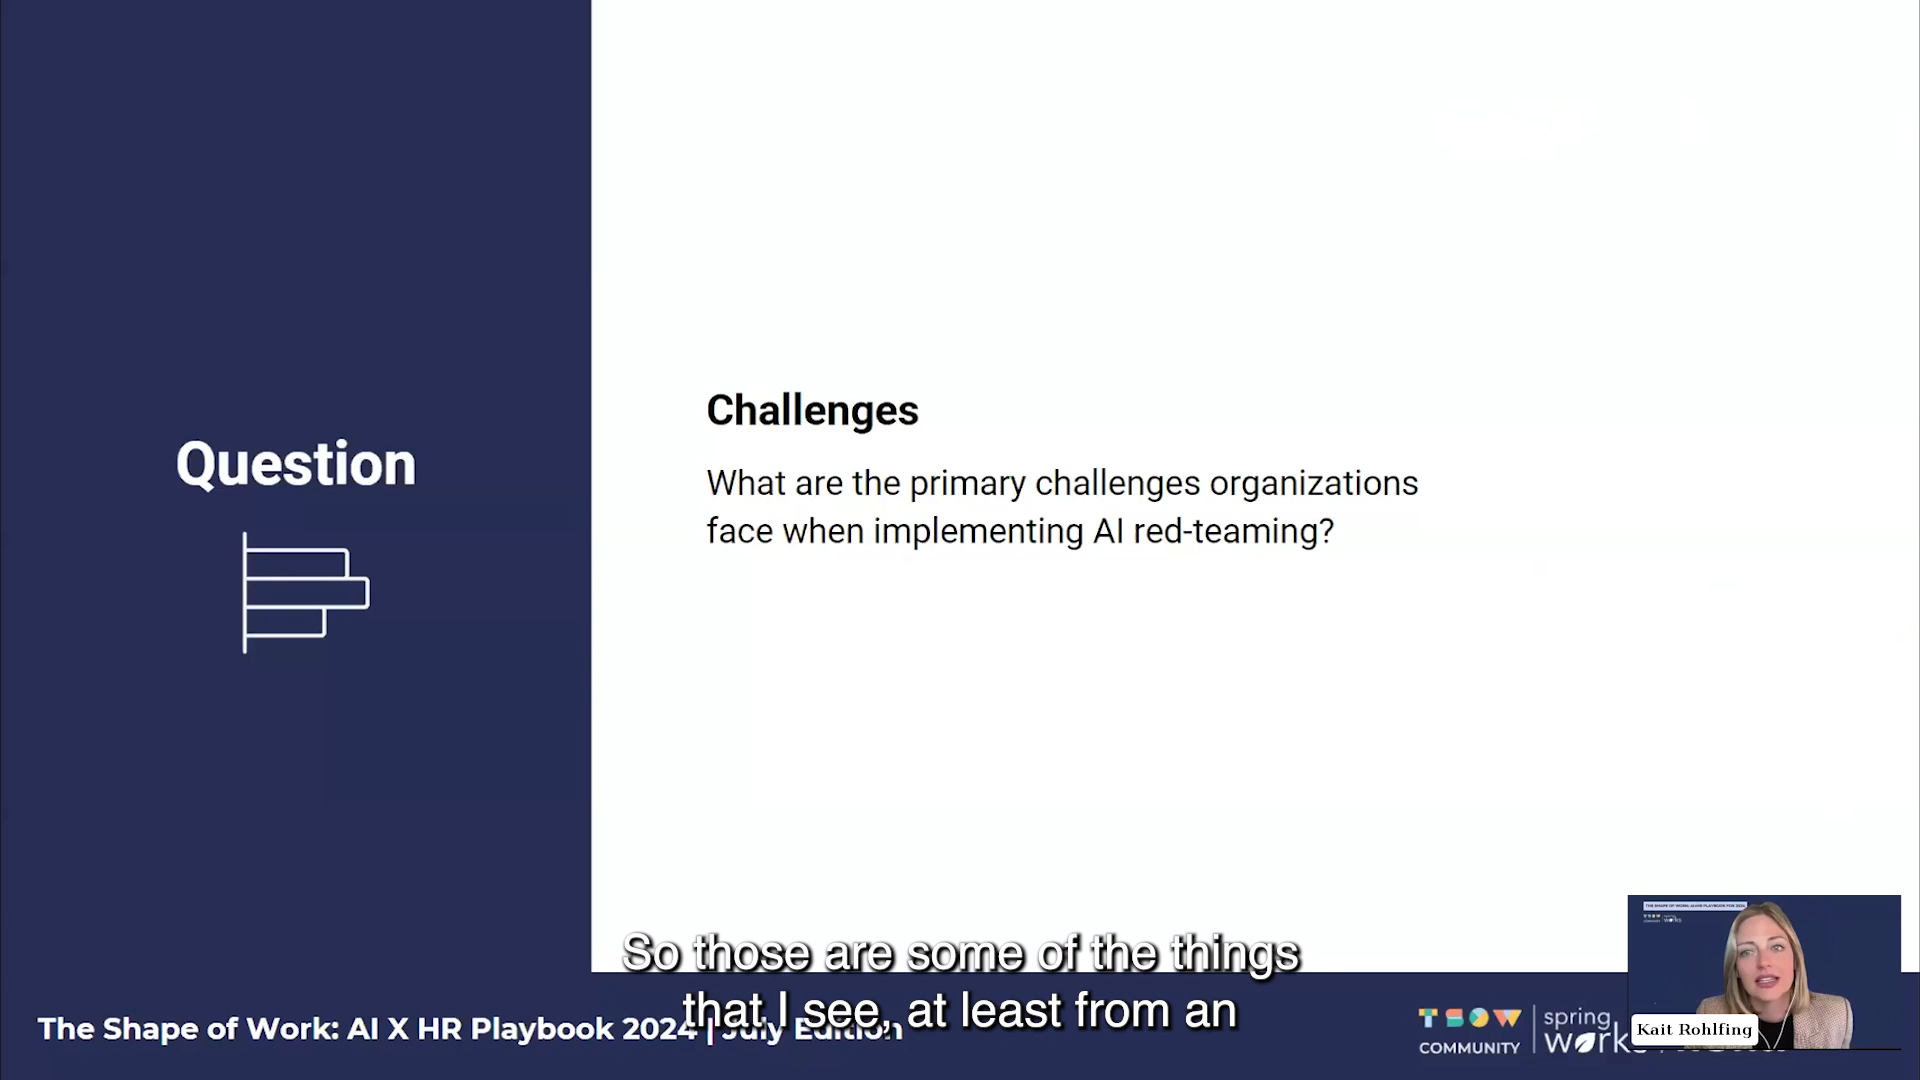 Question
Challenges
What are the primary challenges organizations
face when implementing AI red-teaming?
So those are some of the things
that I see, at least from an
The Shape of Work: AI X HR Playbook 2024 | July Edition
TSOW
COMMUNITY
spring
works
Kait Rohlfing